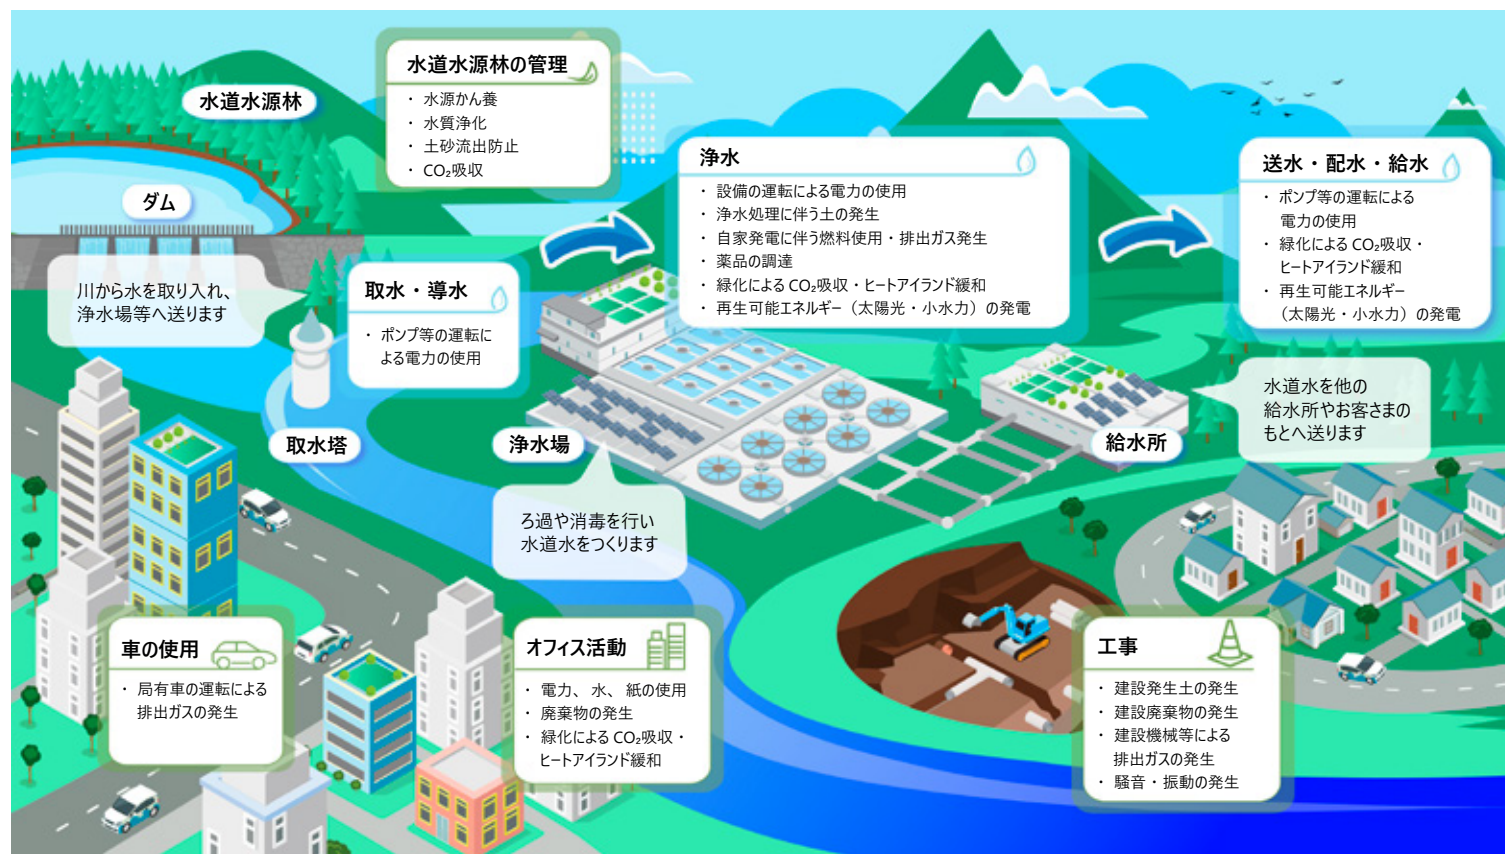 水道水源林の管理
・ 水源かん養
・ 水質浄化
・ 土砂流出防止
・ CO₂吸収
水道水源林
ダム
川から水を取り入れ、
浄水場等へ送ります
取水・導水
・ ポンプ等の運転に
よる電力の使用
取水塔
浄水
・ 設備の運転による電力の使用
・ 浄水処理に伴う土の発生
・ 自家発電に伴う燃料使用・排出ガス発生
・ 薬品の調達
・ 緑化によるCO₂吸収・ヒートアイランド緩和
・ 再生可能エネルギー（太陽光・小水力）の発電
浄水場
ろ過や消毒を行い
水道水をつくります
送水・配水・給水
・ ポンプ等の運転による
電力の使用
・ 緑化によるCO₂吸収・
ヒートアイランド緩和
・ 再生可能エネルギー
（太陽光・小水力）の発電
給水所
水道水を他の
給水所やお客さまの
もとへ送ります
車の使用
・ 局有車の運転による
排出ガスの発生
オフィス活動
・ 電力、水、紙の使用
・ 廃棄物の発生
・ 緑化によるCO₂吸収・
ヒートアイランド緩和
工事
・ 建設発生土の発生
・ 建設廃棄物の発生
・ 建設機械等による
排出ガスの発生
・ 騒音・振動の発生